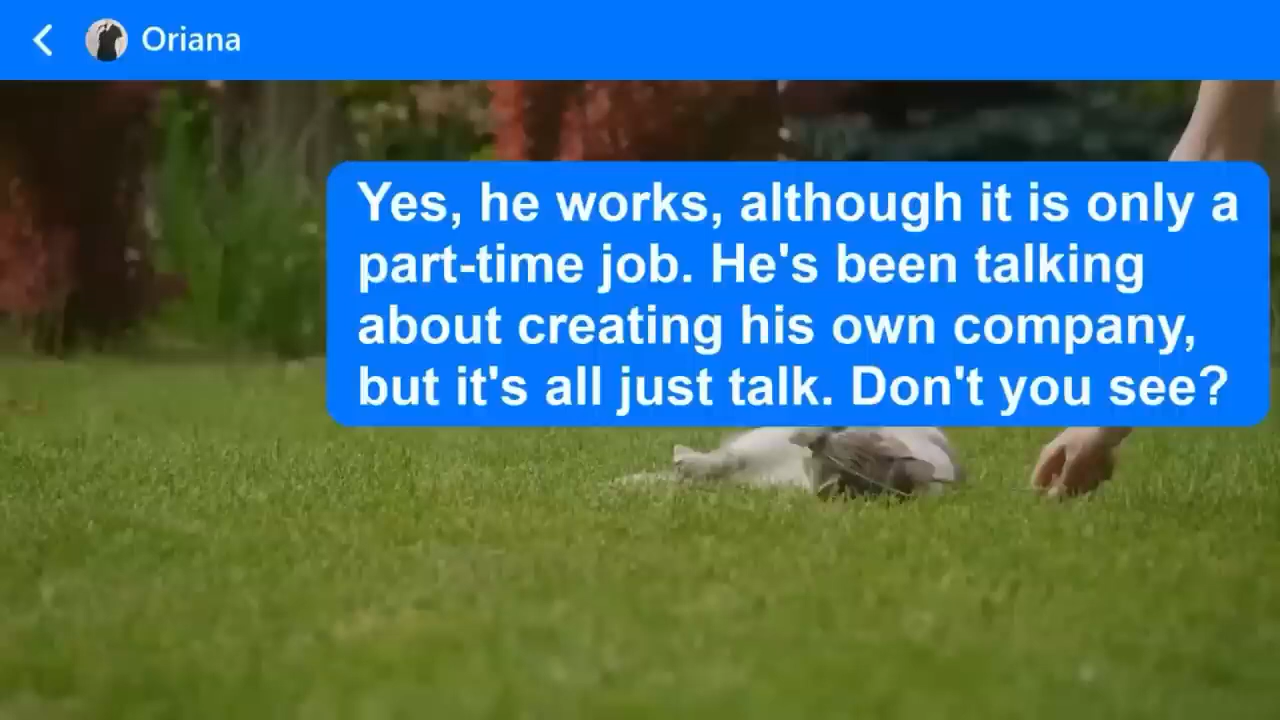 Oriana
Yes, he works, although it is only a
part-time job. He's been talking
about creating his own company,
but it's all just talk. Don't you see?